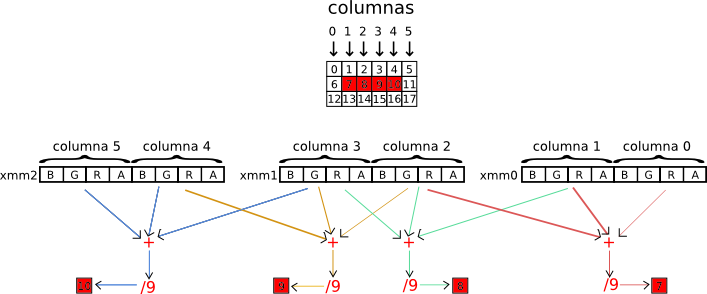 columnas
0 1 2 3 4 5
0 1 2 3 4 5
6 7 8 9 10 11
12 13 14 15 16 17
columna 5 columna 4 columna 3 columna 2 columna 1 columna 0
xmm2 B G R A B G R A xmm1 B G R A B G R A xmm0 B G R A B G R A
+ + + +
10 /9 9 /9 /9 8 /9 7